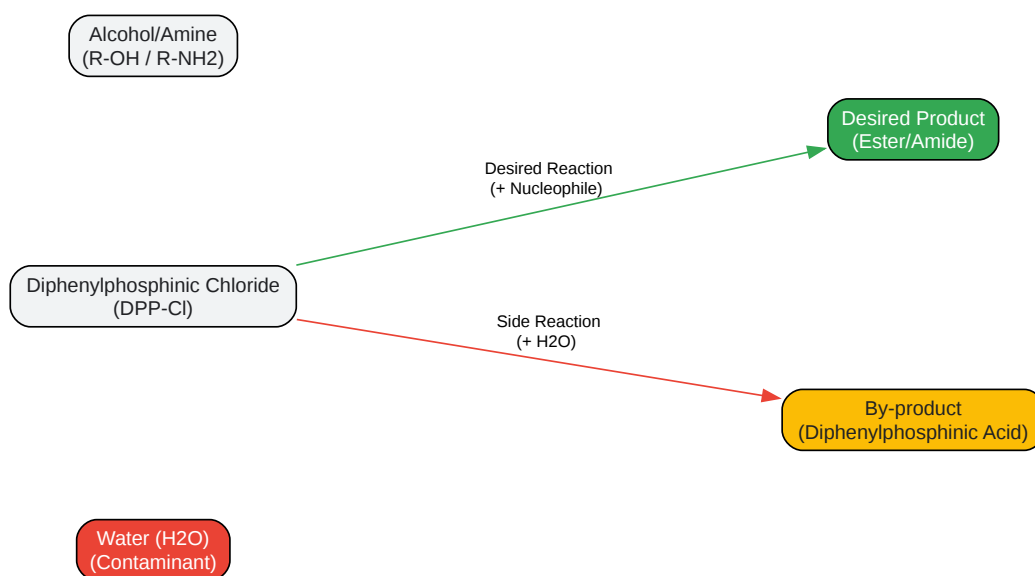 Alcohol/Amine
(R-OH / R-NH2)
Desired Product
(Ester/Amide)
Desired Reaction
(+ Nucleophile)
Diphenylphosphinic Chloride
(DPP-Cl)
Side Reaction
(+ H2O)
By-product
(Diphenylphosphinic Acid)
Water (H2O)
(Contaminant)